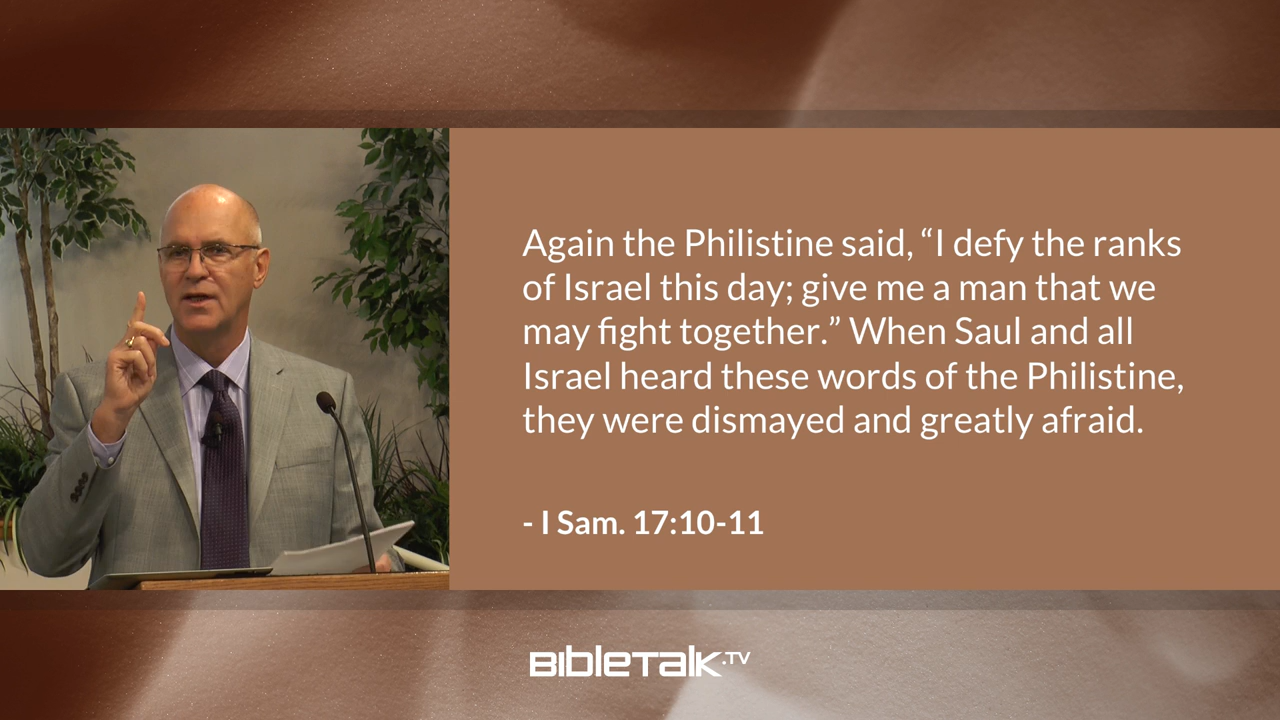 Again the Philistine said, “I defy the ranks
of Israel this day; give me a man that we
may fight together.” When Saul and all
Israel heard these words of the Philistine,
they were dismayed and greatly afraid.
- I Sam. 17:10-11
BIBLETALK.TV